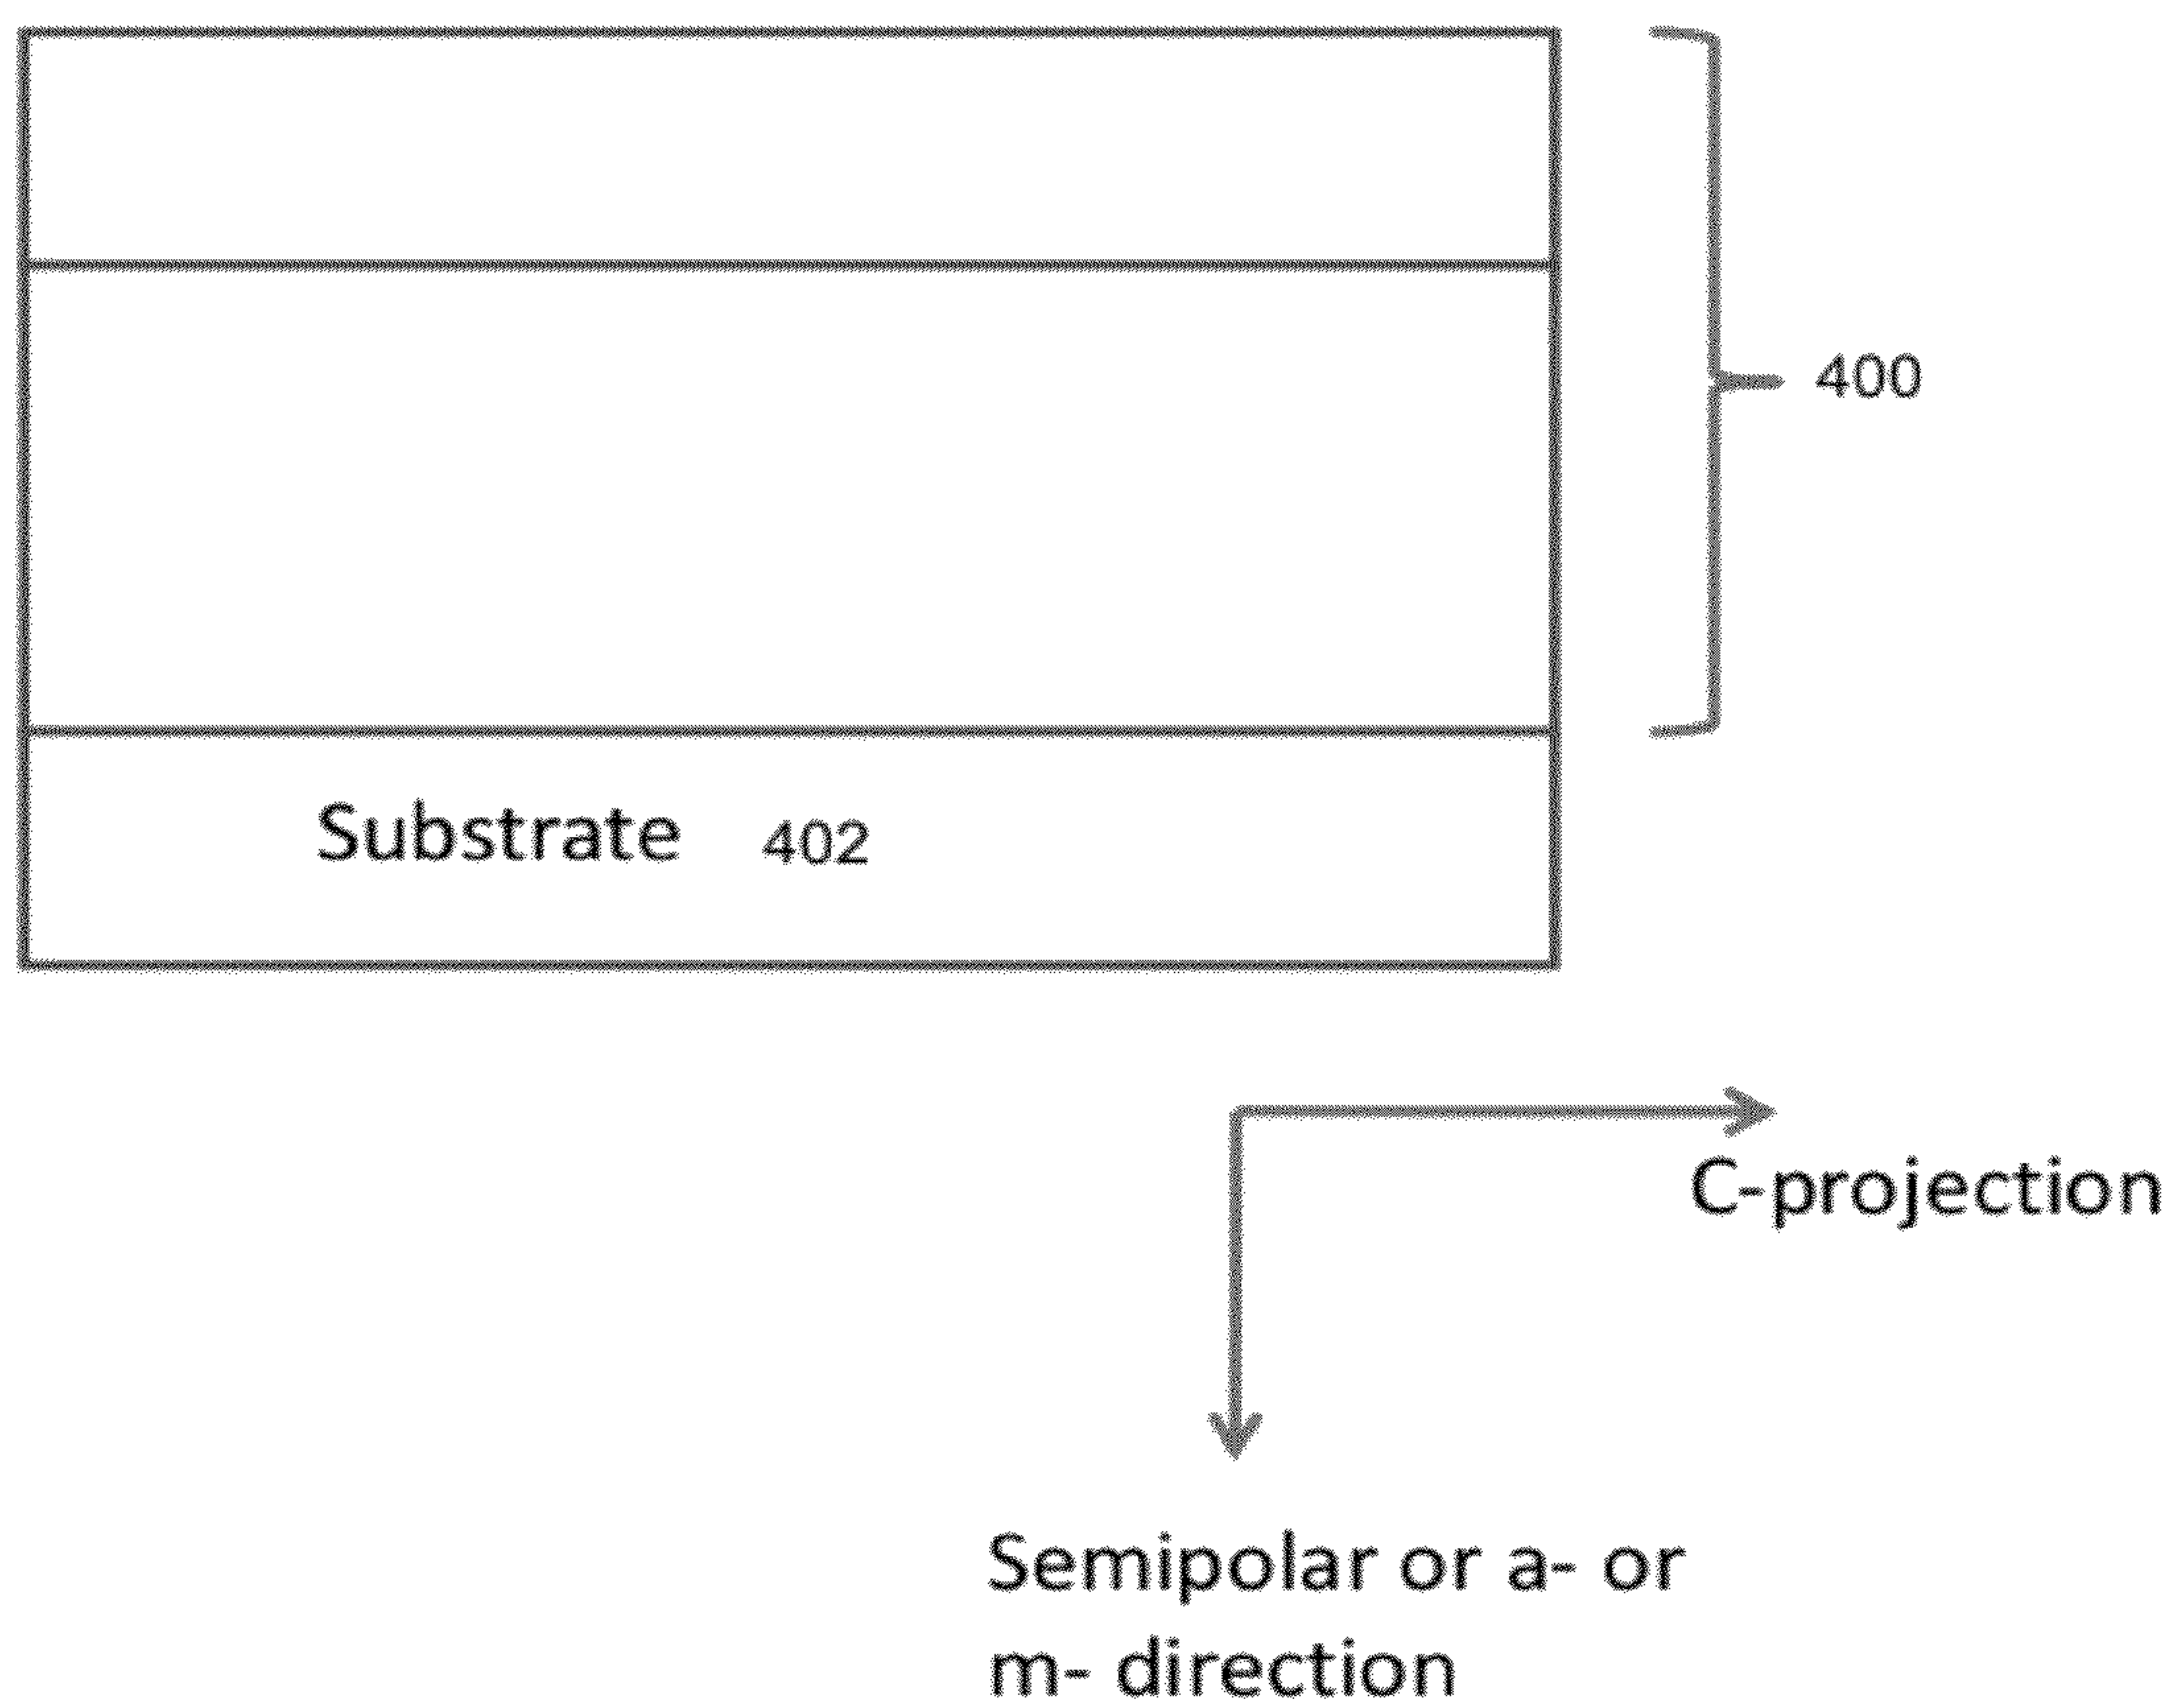 400
Substrate 402
C-projection
Semipolar or a- or
m- direction